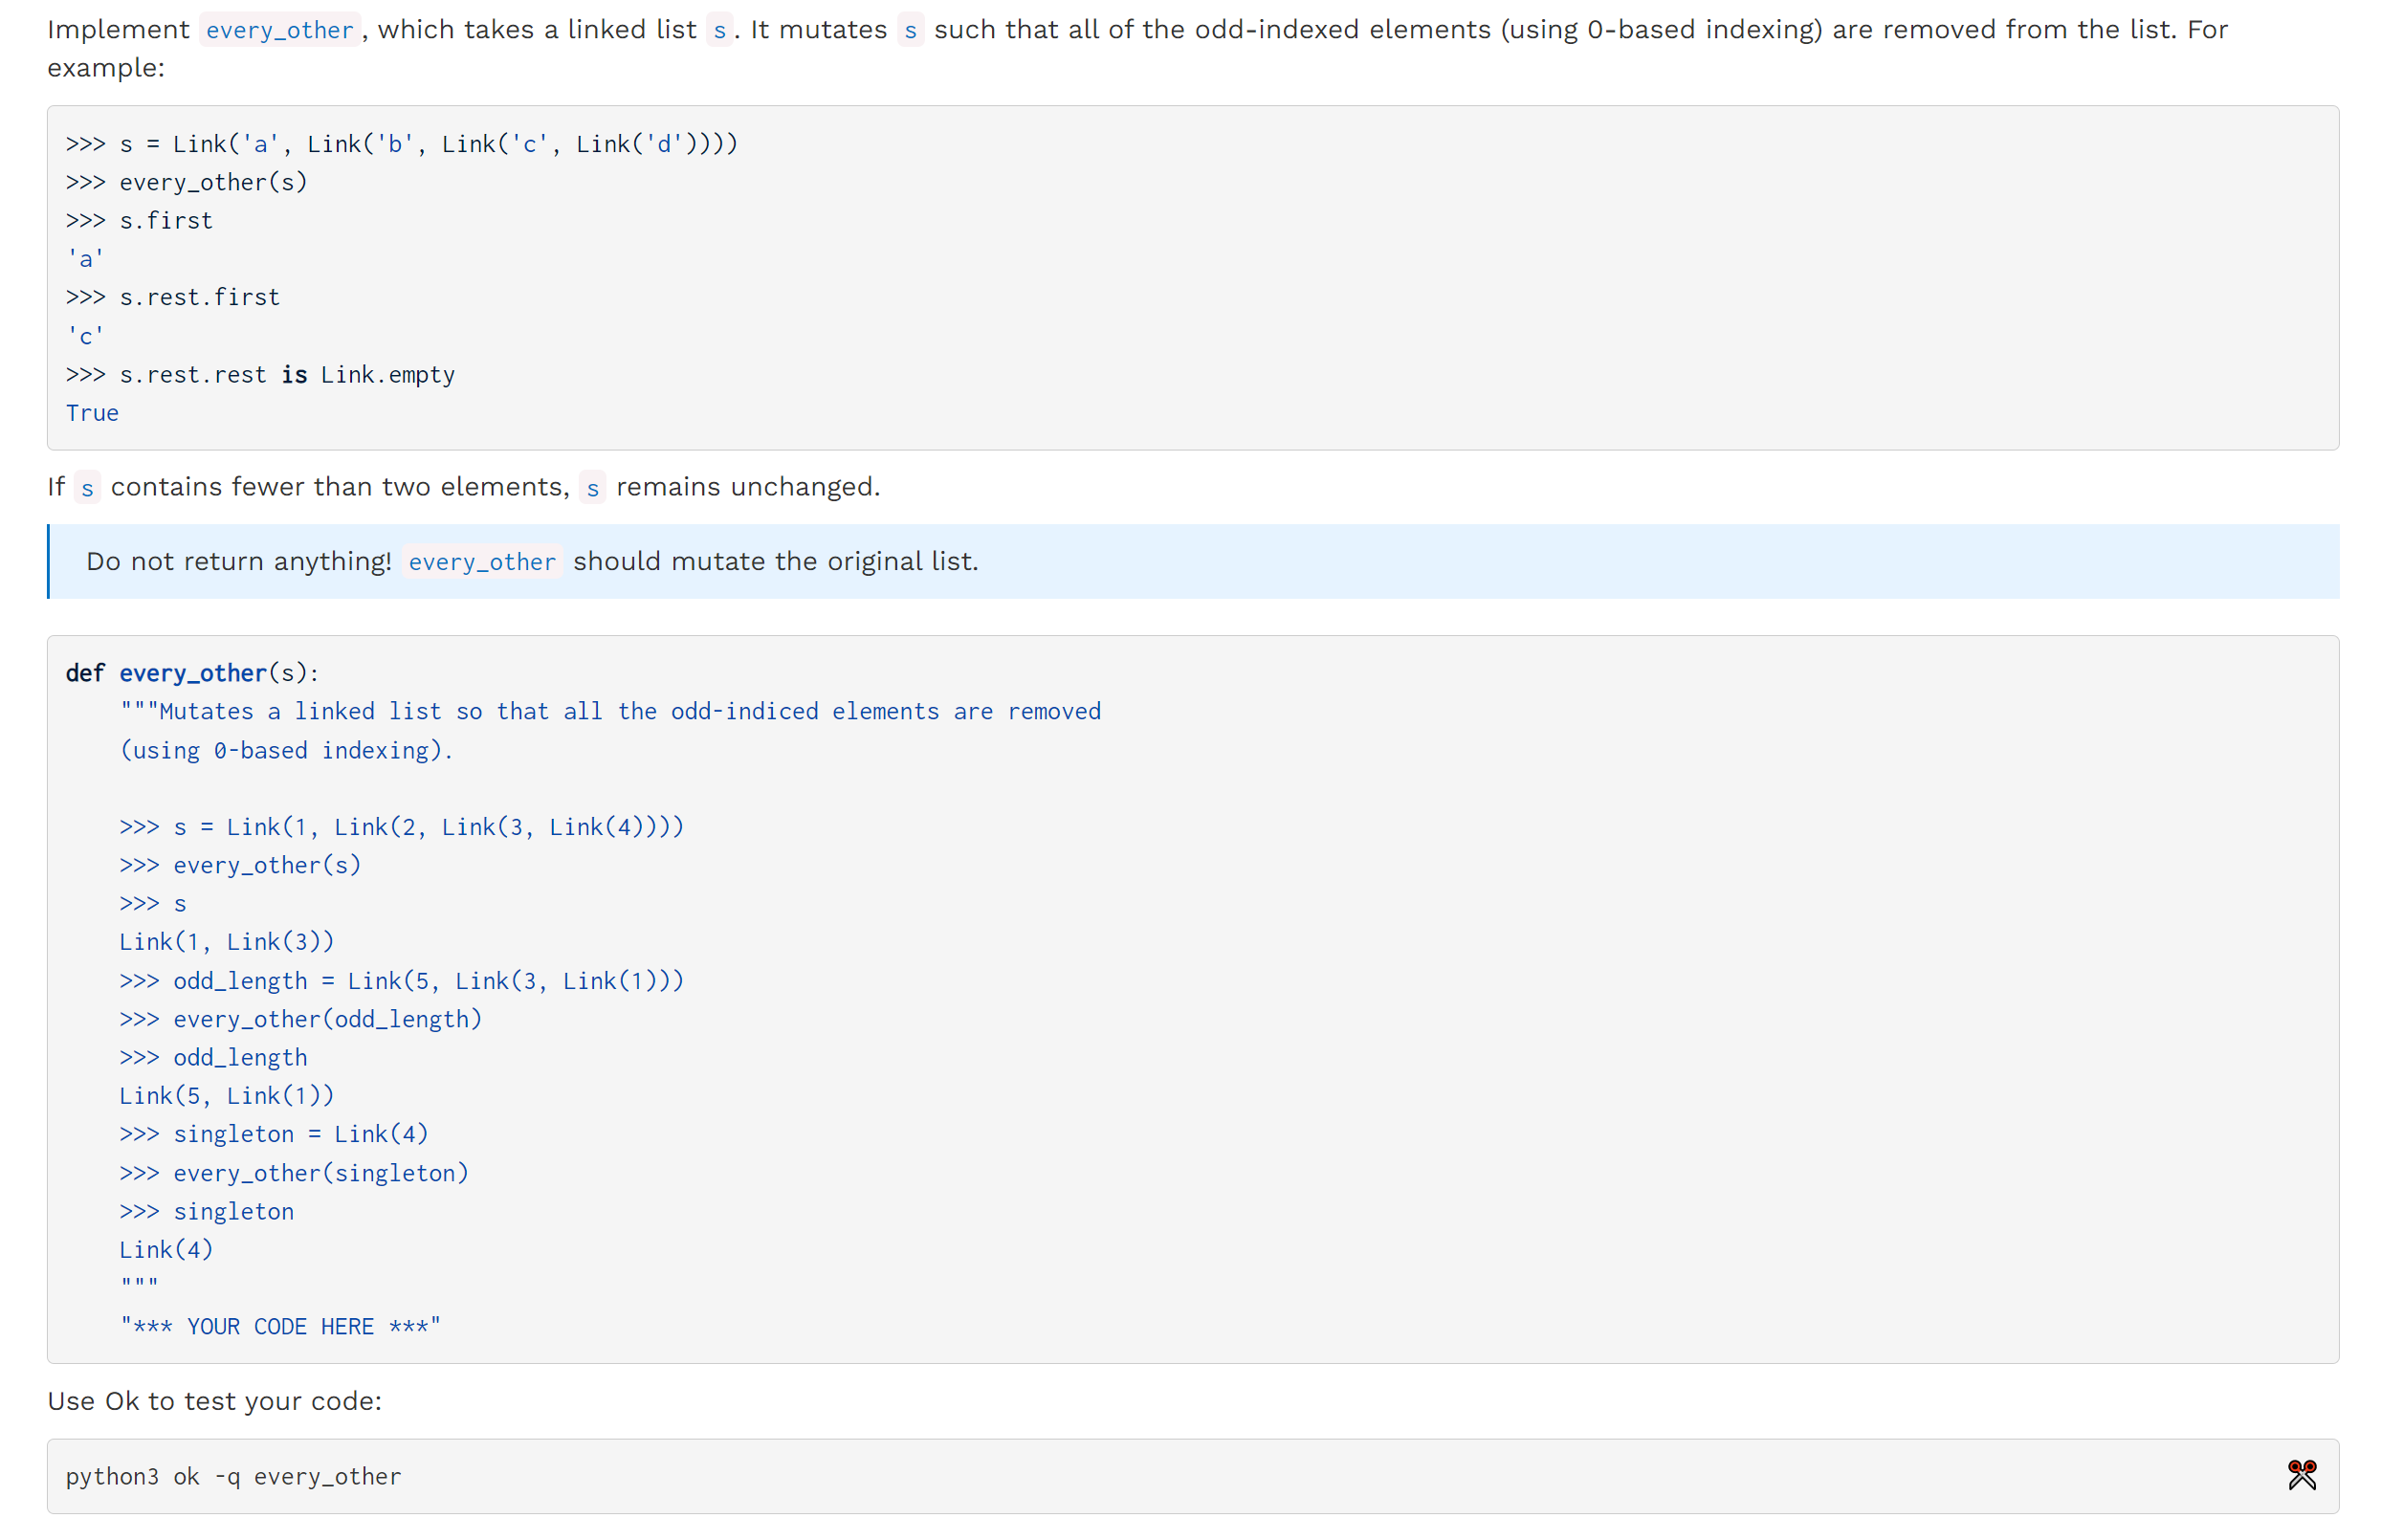 Implement every_other, which takes a linked list s. It mutates s such that all of the odd-indexed elements (using 0-based indexing) are removed from the list. For
example:
>>> s = Link('a', Link('b', Link('c', Link('d'))))
>>> every_other(s)
>>> s.first
'a'
>>> s.rest.first
'c'
>>> s.rest.rest is Link.empty
True
If s contains fewer than two elements, s remains unchanged.
Do not return anything! every_other should mutate the original list.
def every_other(s):
    """Mutates a linked list so that all the odd-indiced elements are removed
    (using 0-based indexing).
    >>> s = Link(1, Link(2, Link(3, Link(4))))
    >>> every_other(s)
    >>> s
    Link(1, Link(3))
    >>> odd_length = Link(5, Link(3, Link(1)))
    >>> every_other(odd_length)
    >>> odd_length
    Link(5, Link(1))
    >>> singleton = Link(4)
    >>> every_other(singleton)
    >>> singleton
    Link(4)
    """
    "*** YOUR CODE HERE ***"
Use Ok to test your code:
python3 ok -q every_other